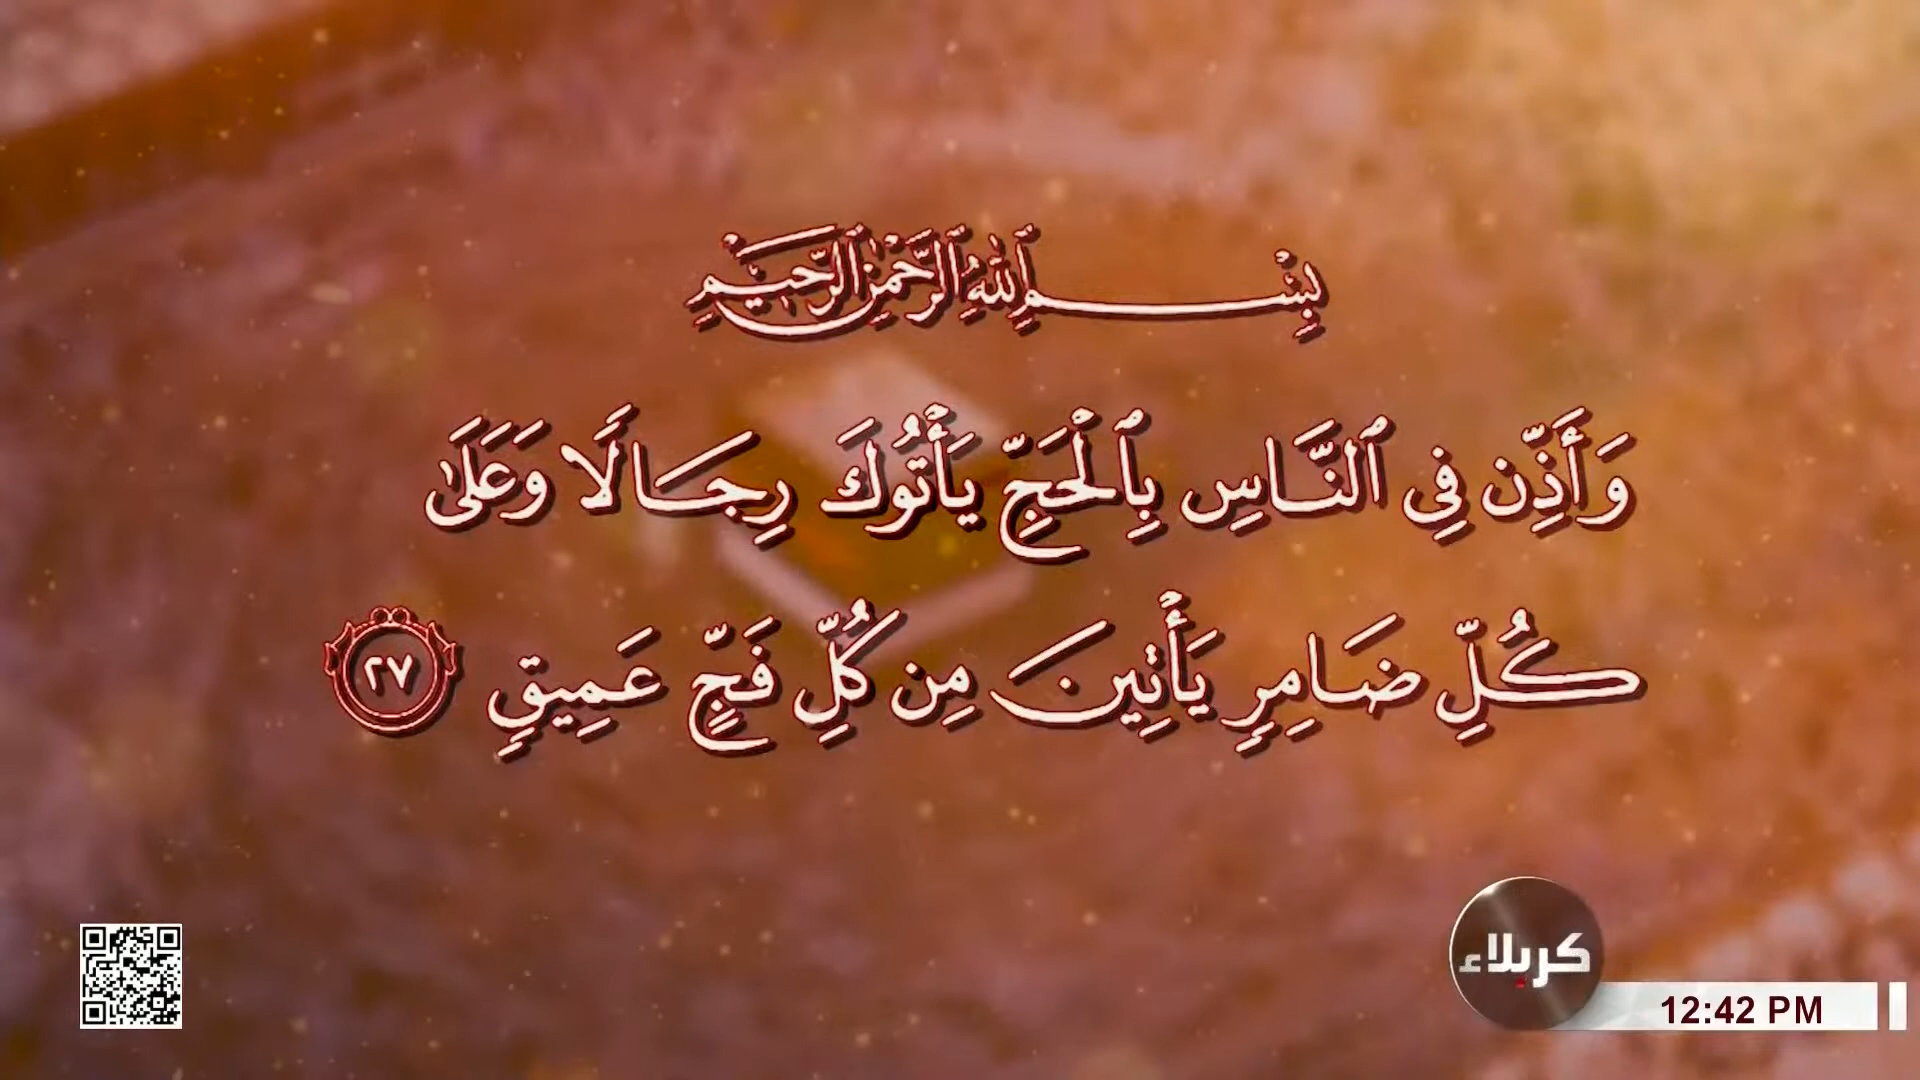 بِسْمِ ٱللَّهِ ٱلرَّحْمَٰنِ ٱلرَّحِيمِ
وَأَذِّن فِي ٱلنَّاسِ بِٱلْحَجِّ يَأْتُوكَ رِجَالًا وَعَلَىٰ
كُلِّ ضَامِرٍ يَأْتِينَ مِن كُلِّ فَجٍّ عَمِيقٍ ٢٧
كربلاء
12:42 PM